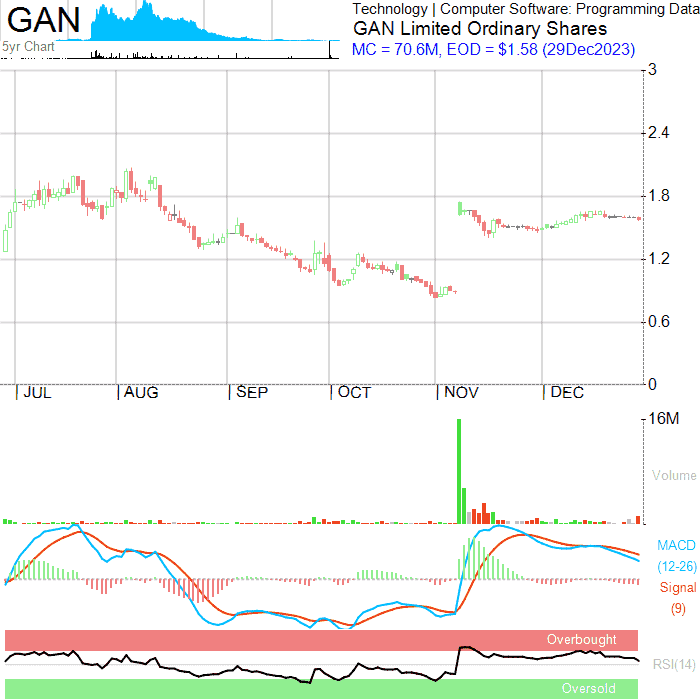 GAN
5yr Chart
Technology | Computer Software: Programming Data
GAN Limited Ordinary Shares
MC = 70.6M, EOD = $1.58 (29Dec2023)
3
2.4
1.8
1.2
0.6
0
JUL AUG SEP OCT NOV DEC
16M
Volume
MACD
(12-26)
Signal
(9)
Overbought
RSI(14)
Oversold